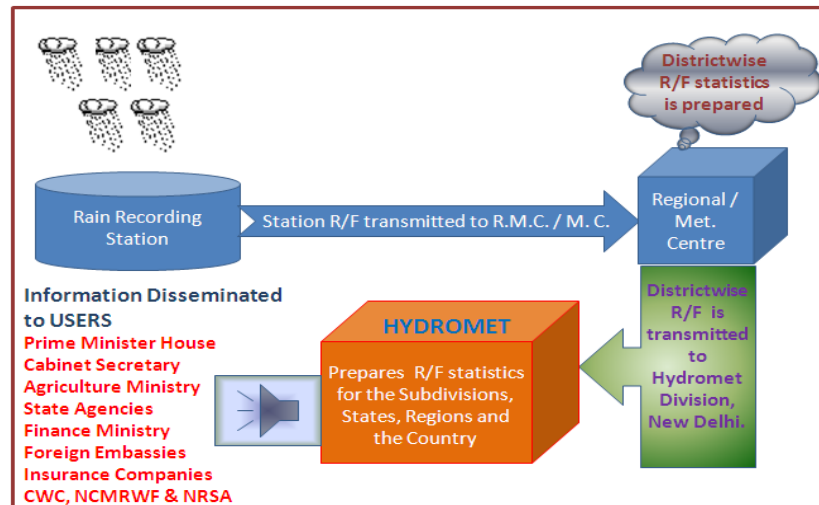 Districtwise
R/F statistics
is prepared
Rain Recording
Station
Station R/F transmitted to R.M.C. / M. C.
Regional /
Met.
Centre
Districtwise
R/F is
transmitted
to
Hydromet
Division,
New Delhi.
HYDROMET
Prepares R/F statistics
for the Subdivisions,
States, Regions and
the Country
Information Disseminated
to USERS
Prime Minister House
Cabinet Secretary
Agriculture Ministry
State Agencies
Finance Ministry
Foreign Embassies
Insurance Companies
CWC, NCMRWF & NRSA